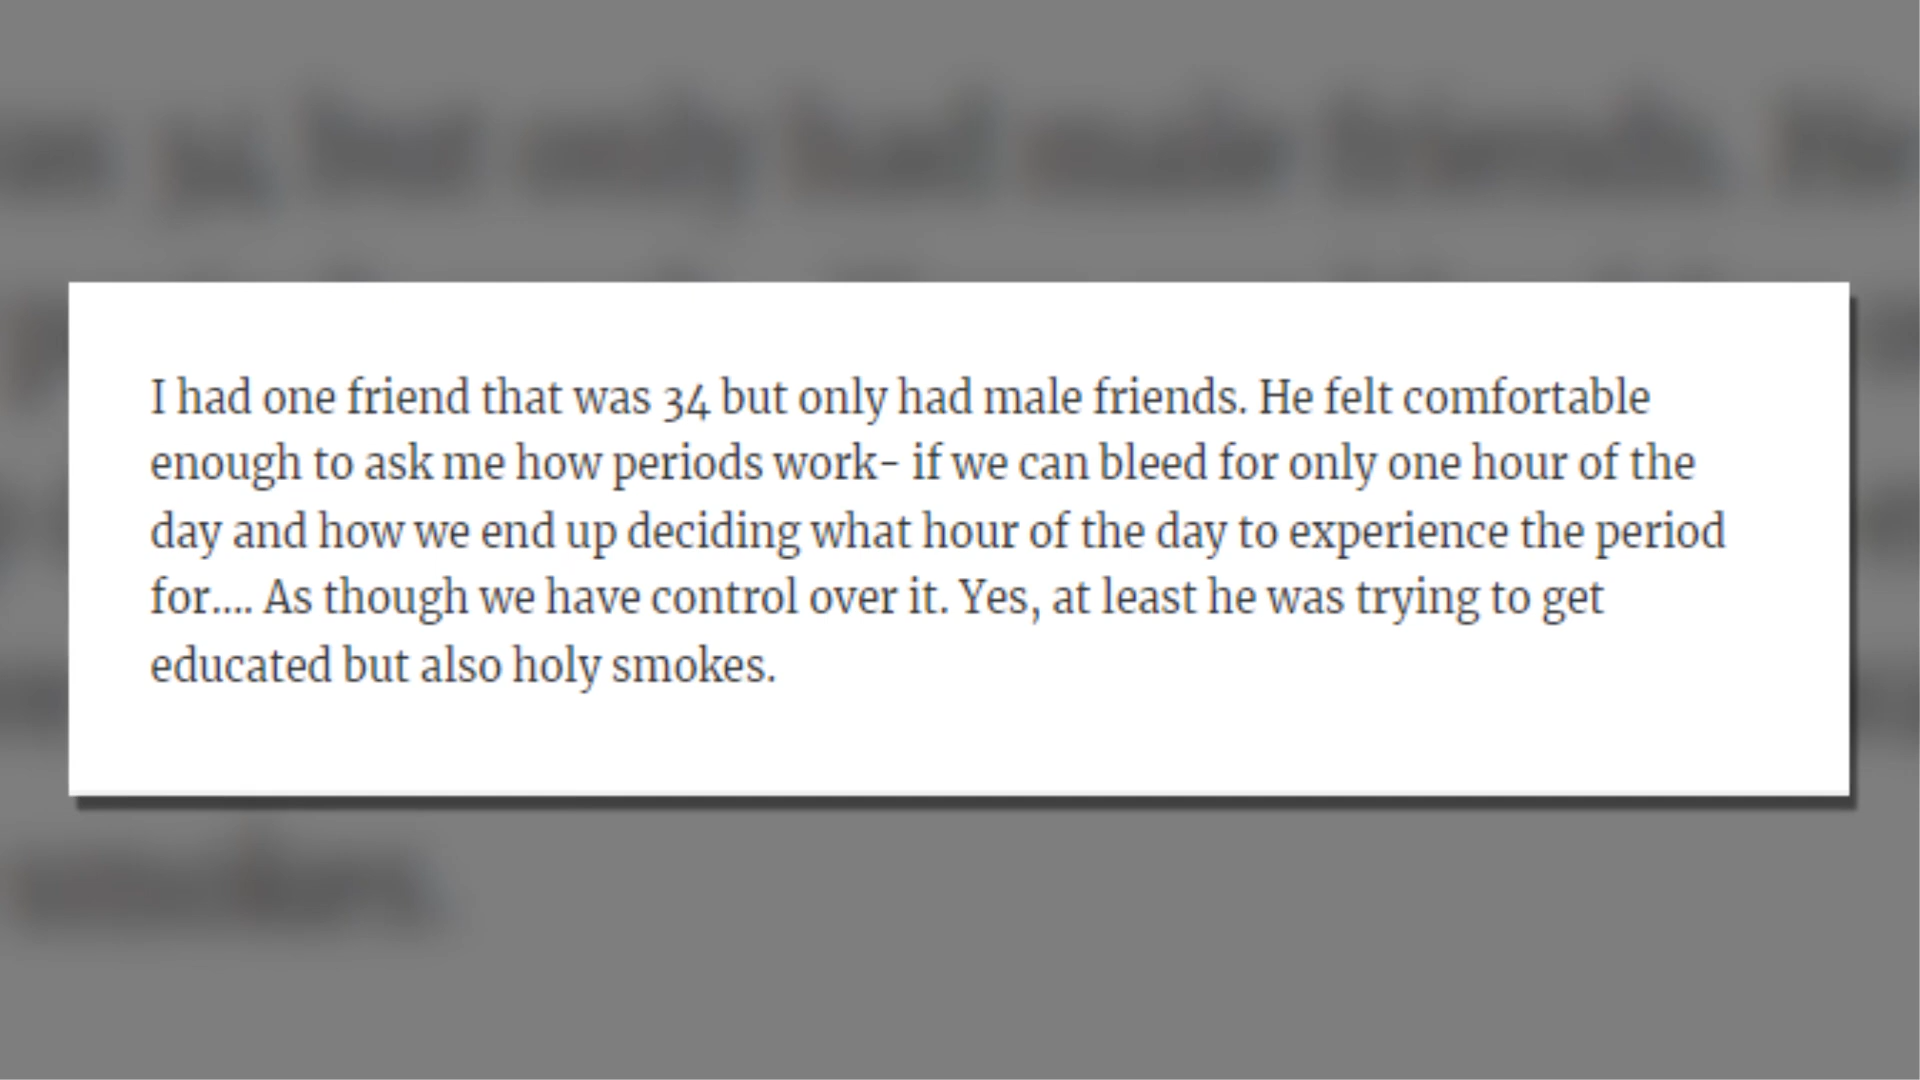 I had one friend that was 34 but only had male friends. He felt comfortable
enough to ask me how periods work- if we can bleed for only one hour of the
day and how we end up deciding what hour of the day to experience the period
for.... As though we have control over it. Yes, at least he was trying to get
educated but also holy smokes.